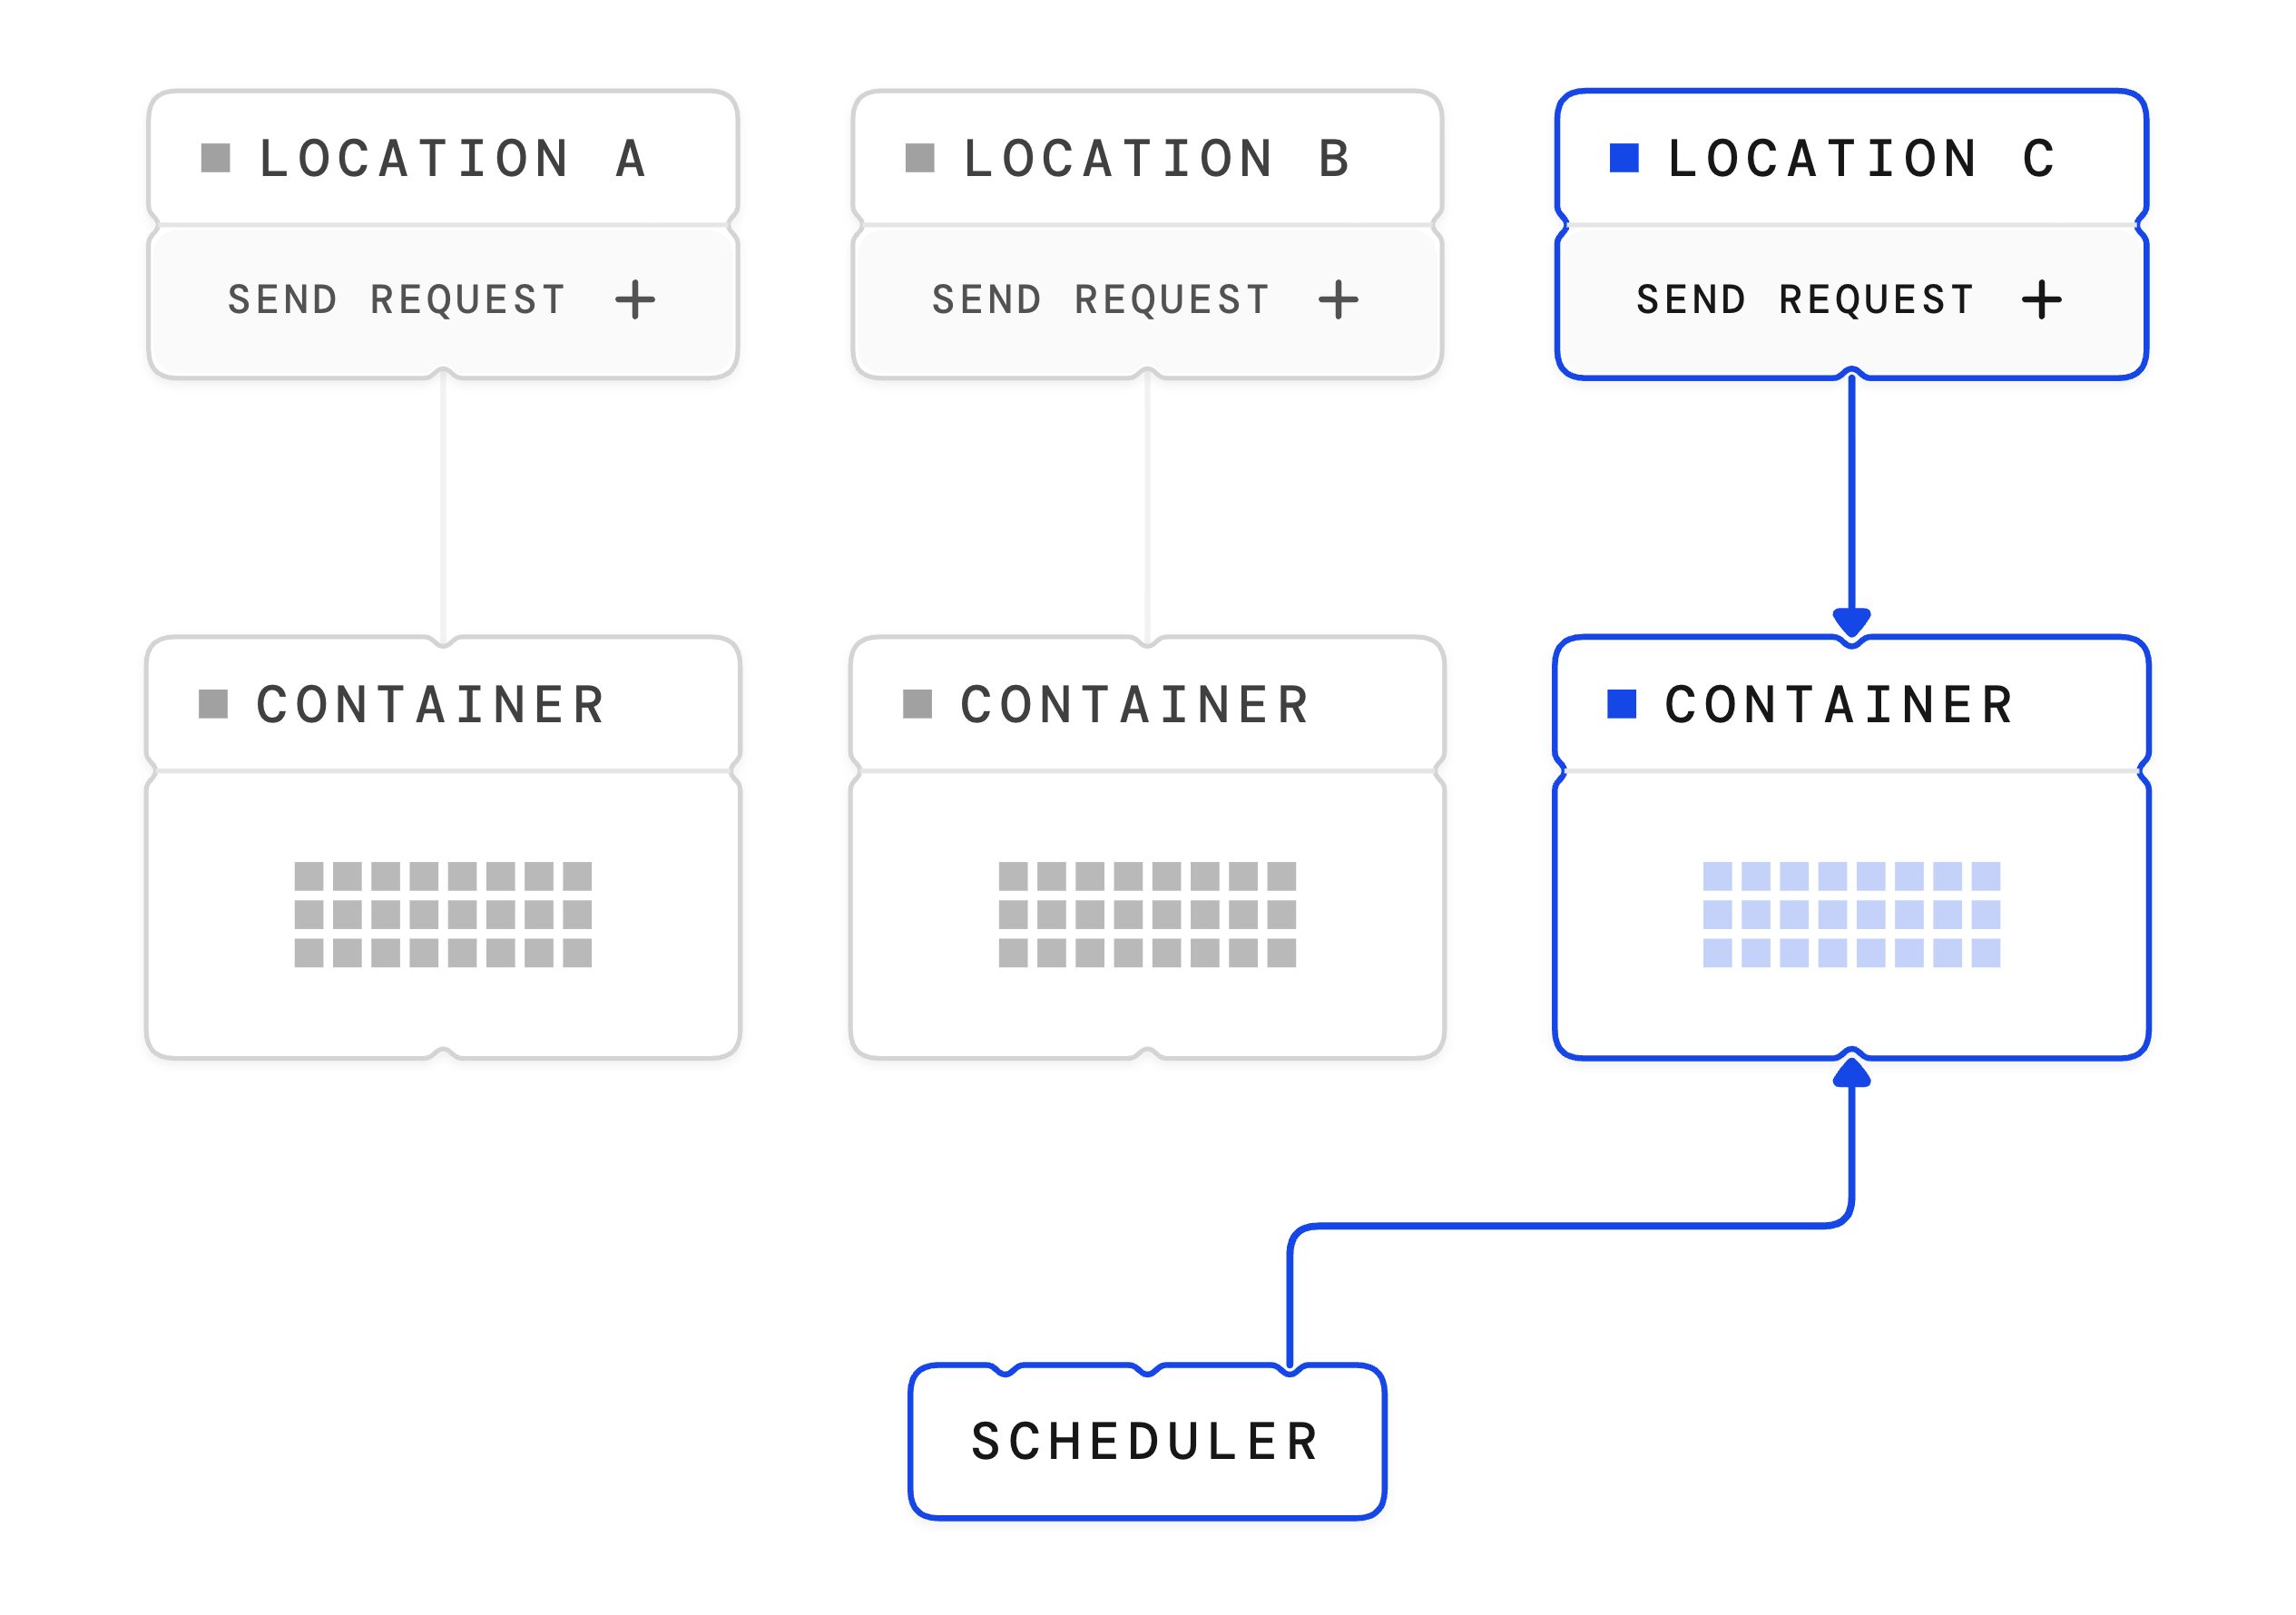 LOCATION A
SEND REQUEST +
LOCATION B
SEND REQUEST +
LOCATION C
SEND REQUEST +
CONTAINER
CONTAINER
CONTAINER
SCHEDULER